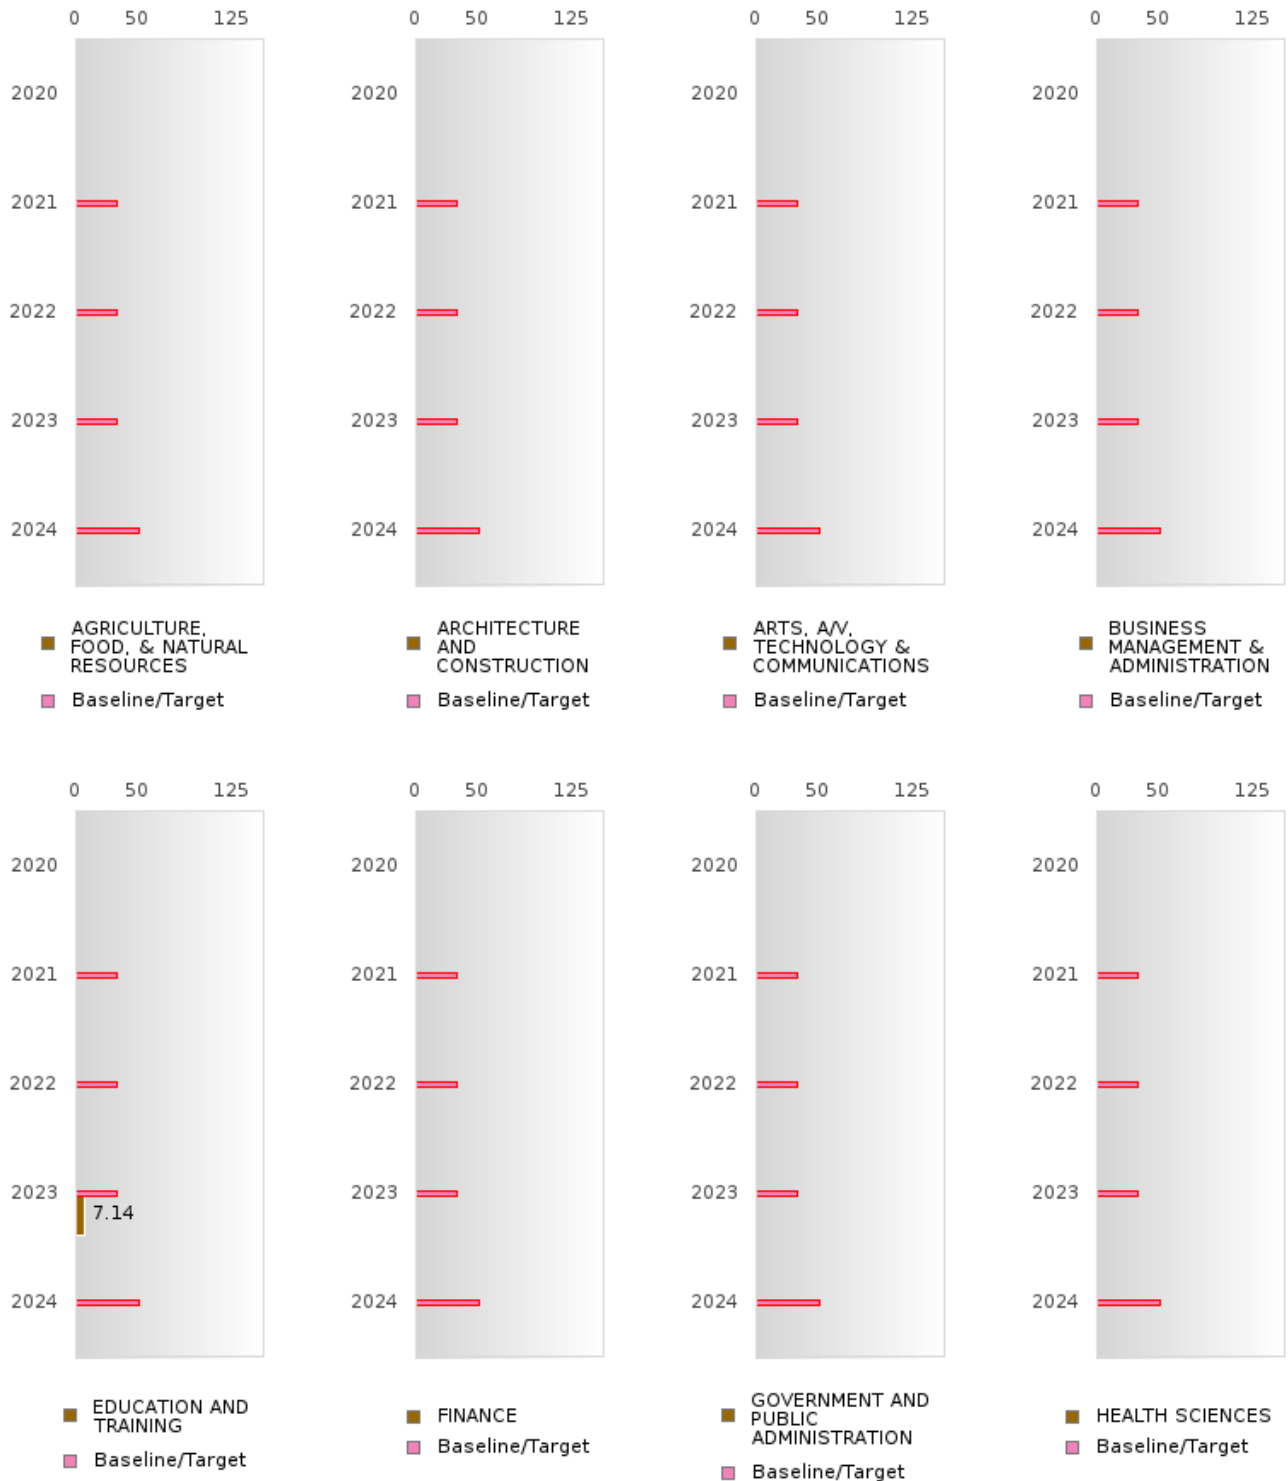 0 50 125 0 50 125 0 50 125 0 50 125
2020 2020 2020 2020
2021 2021 2021 2021
2022 2022 2022 2022
2023 2023 2023 2023
2024 2024 2024 2024
AGRICULTURE,
FOOD, & NATURAL
RESOURCES
Baseline/Target
ARCHITECTURE
AND
CONSTRUCTION
Baseline/Target
ARTS, A/V,
TECHNOLOGY &
COMMUNICATIONS
Baseline/Target
BUSINESS
MANAGEMENT &
ADMINISTRATION
Baseline/Target
0 50 125 0 50 125 0 50 125 0 50 125
2020 2020 2020 2020
2021 2021 2021 2021
2022 2022 2022 2022
2023 2023 2023 2023
7.14
2024 2024 2024 2024
EDUCATION AND
TRAINING
Baseline/Target
FINANCE
Baseline/Target
GOVERNMENT AND
PUBLIC
ADMINISTRATION
Baseline/Target
HEALTH SCIENCES
Baseline/Target